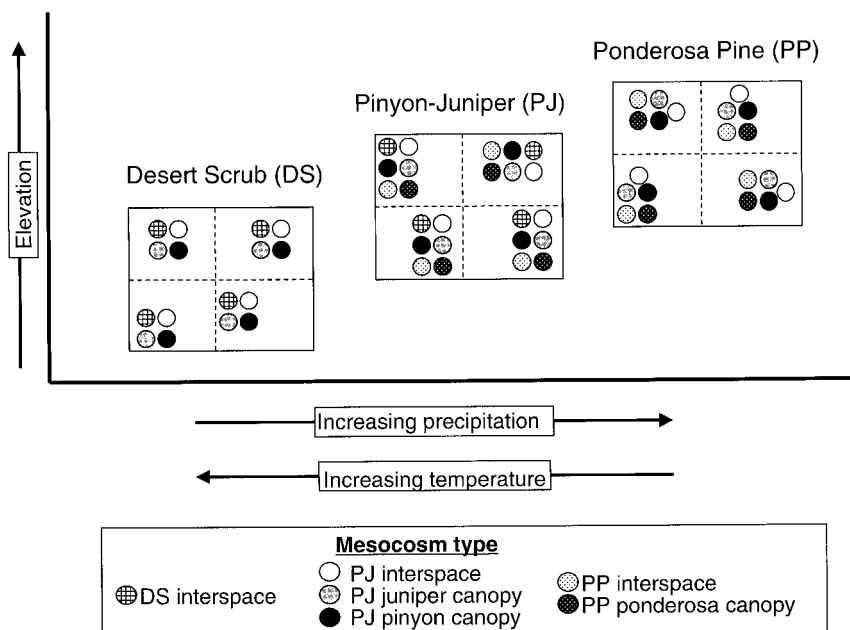 Ponderosa Pine (PP)
Pinyon-Juniper (PJ)
Desert Scrub (DS)
Elevation
Increasing precipitation
Increasing temperature
Mesocosm type
DS interspace
PJ interspace
PJ juniper canopy
PJ pinyon canopy
PP interspace
PP ponderosa canopy